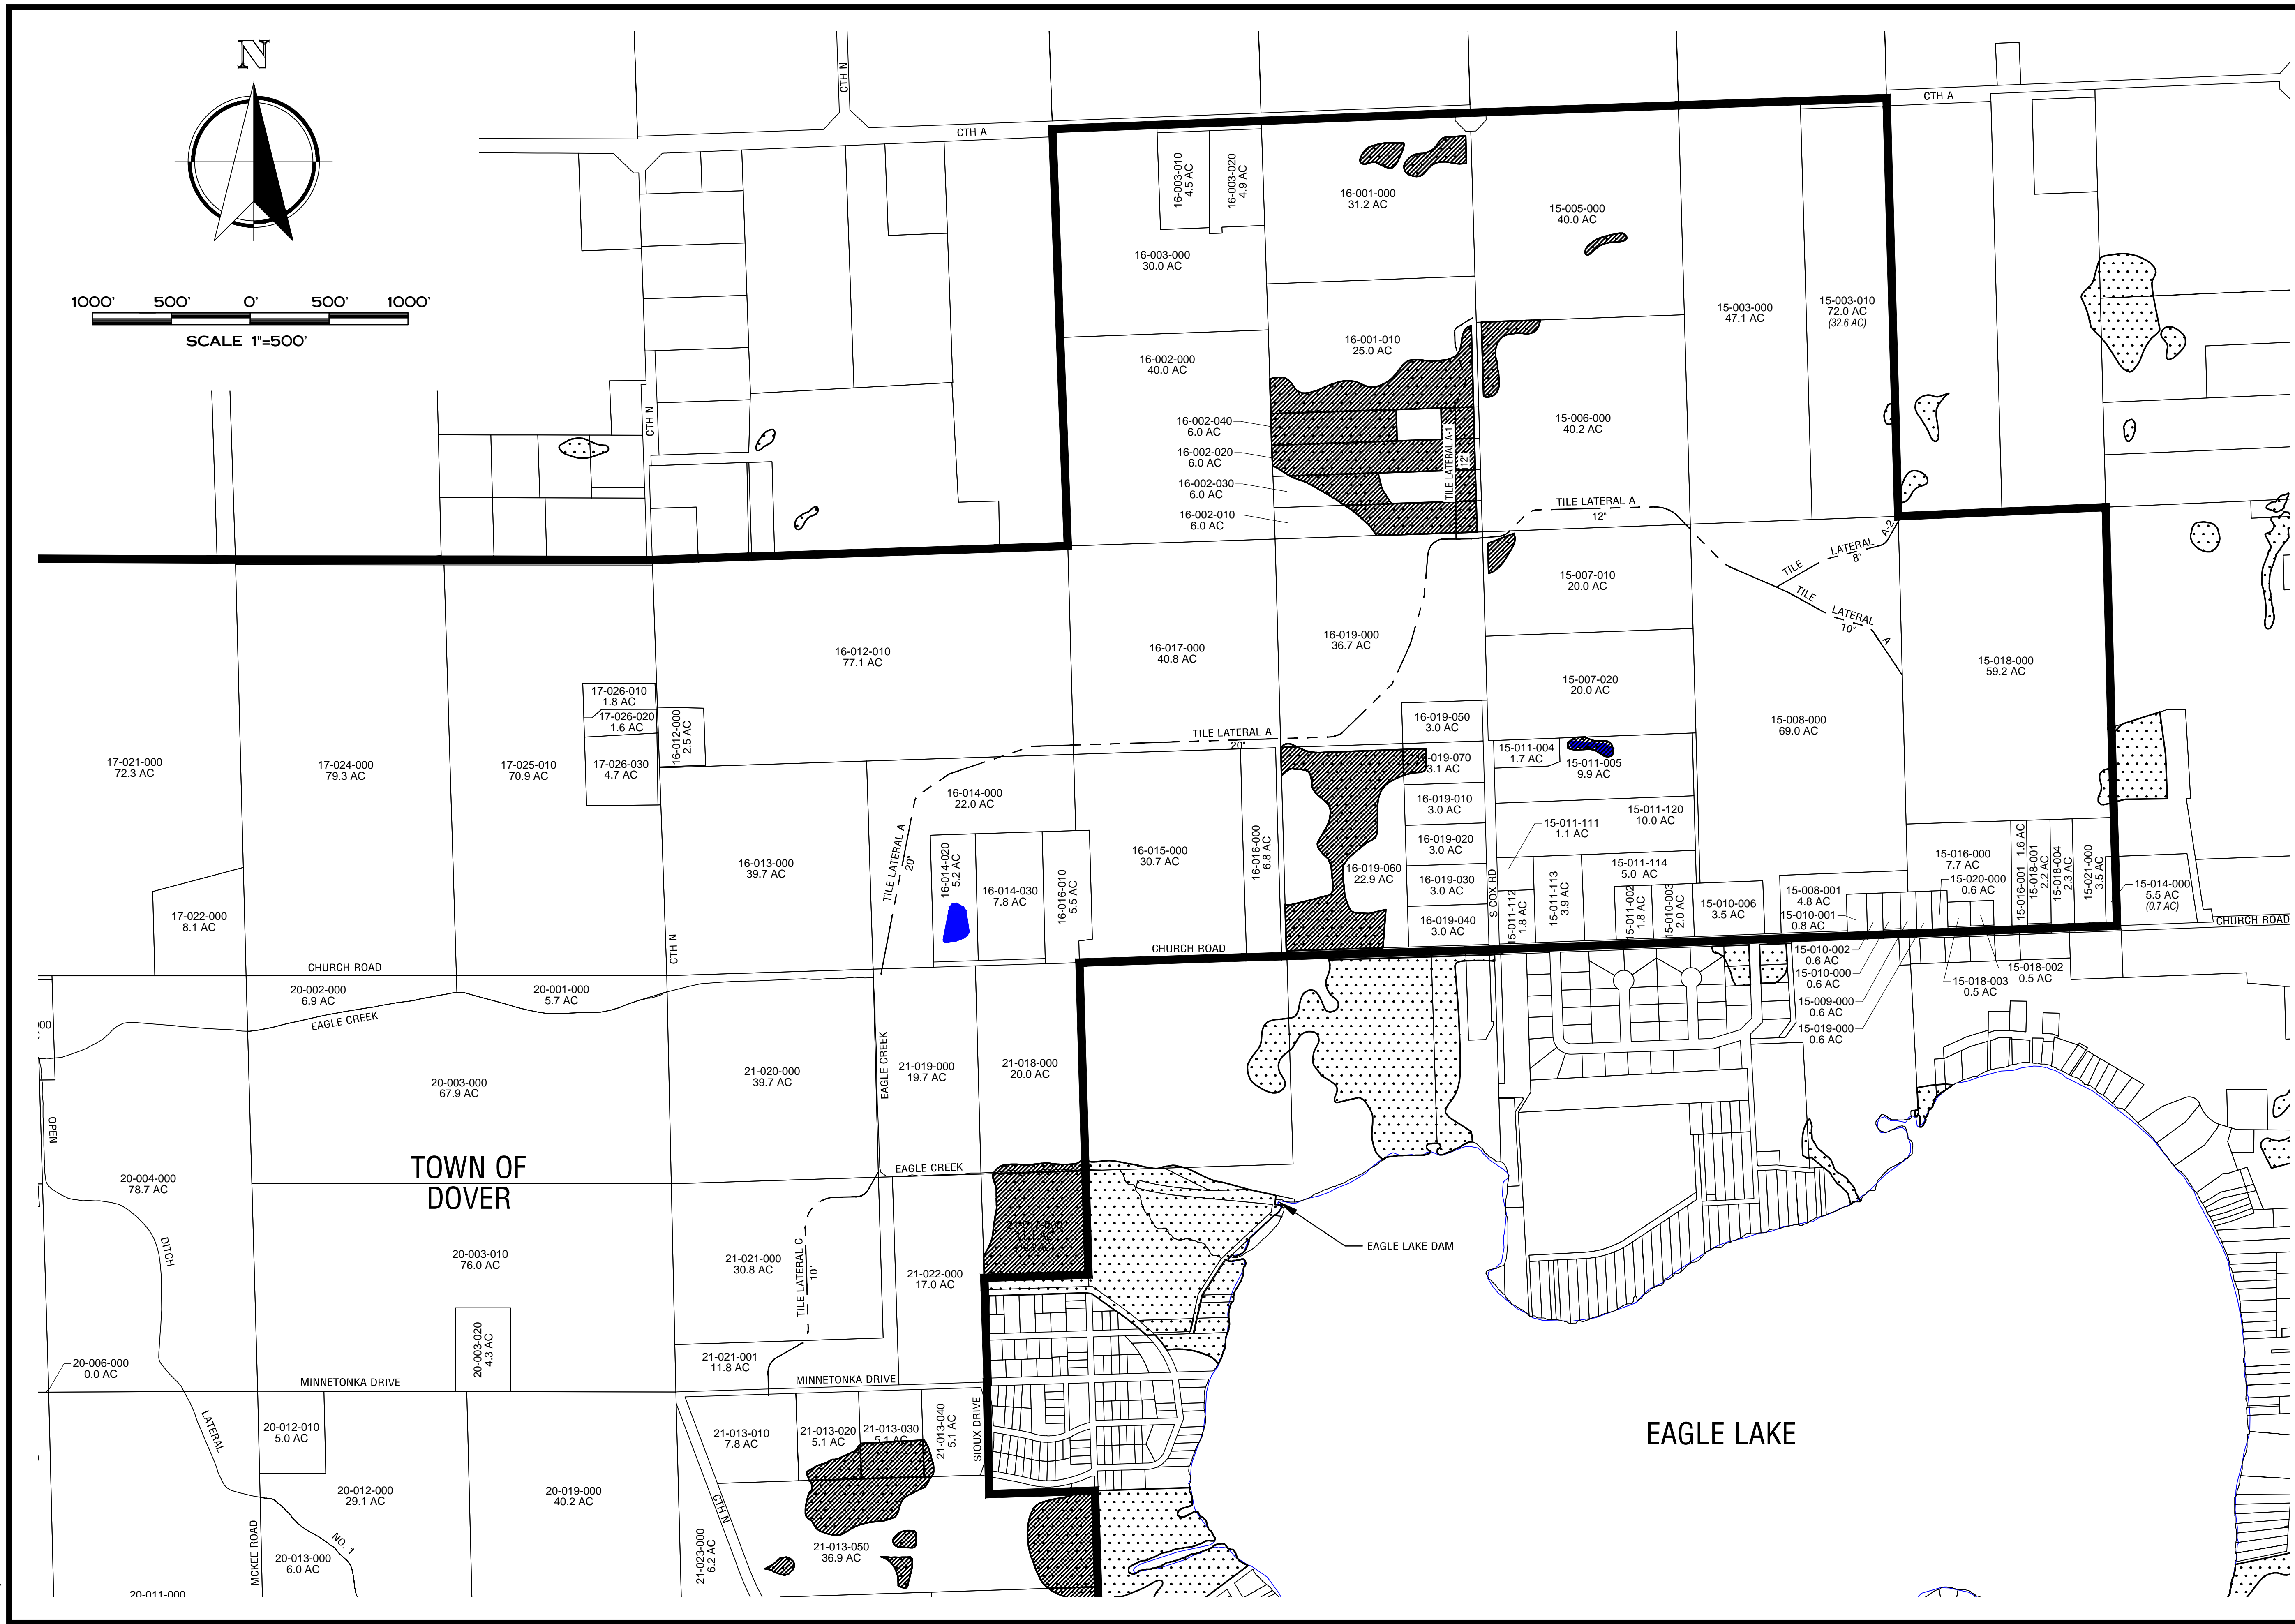 N
1000' 500' 0' 500' 1000'
SCALE 1"=500'
CTH N
CTH A
CTH A
CTH N
16-003-010
4.5 AC
16-003-020
4.9 AC
16-001-000
31.2 AC
15-005-000
40.0 AC
16-003-000
30.0 AC
15-003-000
47.1 AC
15-003-010
72.0 AC
(32.6 AC)
16-001-010
25.0 AC
16-002-000
40.0 AC
16-002-040
6.0 AC
16-002-020
6.0 AC
16-002-030
6.0 AC
16-002-010
6.0 AC
TILE LATERAL A-1
12"
15-006-000
40.2 AC
TILE LATERAL A
12"
TILE LATERAL A-2
8"
TILE LATERAL A
10"
15-007-010
20.0 AC
16-012-010
77.1 AC
16-017-000
40.8 AC
16-019-000
36.7 AC
15-018-000
59.2 AC
15-007-020
20.0 AC
15-008-000
69.0 AC
17-021-000
72.3 AC
17-024-000
79.3 AC
17-025-010
70.9 AC
17-026-010
1.8 AC
17-026-020
1.6 AC
17-026-030
4.7 AC
16-012-000
2.5 AC
TILE LATERAL A
20"
16-019-050
3.0 AC
16-019-070
3.1 AC
16-019-010
3.0 AC
16-019-020
3.0 AC
16-019-030
3.0 AC
16-019-040
3.0 AC
S COX RD
15-011-004
1.7 AC
15-011-005
9.9 AC
15-011-120
10.0 AC
15-011-111
1.1 AC
15-011-114
5.0 AC
15-011-112
1.8 AC
15-011-113
3.9 AC
15-011-002
1.8 AC
15-010-003
2.0 AC
15-010-006
3.5 AC
15-008-001
4.8 AC
15-010-001
0.8 AC
15-016-000
7.7 AC
15-020-000
0.6 AC
15-016-001 1.6 AC
15-018-001
2.2 AC
15-018-004
2.3 AC
15-021-000
3.5 AC
15-014-000
5.5 AC
(0.7 AC)
CHURCH ROAD
16-014-000
22.0 AC
TILE LATERAL A
20"
16-013-000
39.7 AC
16-014-020
5.2 AC
16-014-030
7.8 AC
16-016-010
5.5 AC
16-015-000
30.7 AC
16-016-000
6.8 AC
16-019-060
22.9 AC
17-022-000
8.1 AC
CTH N
CHURCH ROAD
CHURCH ROAD
15-010-002
0.6 AC
15-010-000
0.6 AC
15-009-000
0.6 AC
15-019-000
0.6 AC
15-018-002
0.5 AC
15-018-003
0.5 AC
20-002-000
6.9 AC
20-001-000
5.7 AC
EAGLE CREEK
EAGLE CREEK
20-003-000
67.9 AC
21-020-000
39.7 AC
21-019-000
19.7 AC
21-018-000
20.0 AC
OPEN
DITCH
LATERAL
NO. 1
20-004-000
78.7 AC
TOWN OF
DOVER
EAGLE CREEK
20-003-010
76.0 AC
21-021-000
30.8 AC
TILE LATERAL C
10"
21-022-000
17.0 AC
EAGLE LAKE DAM
20-006-000
0.0 AC
20-003-020
4.3 AC
21-021-001
11.8 AC
MINNETONKA DRIVE
MINNETONKA DRIVE
20-012-010
5.0 AC
20-012-000
29.1 AC
20-019-000
40.2 AC
MCKEE ROAD
20-013-000
6.0 AC
20-011-000
CTH N
21-023-000
6.2 AC
21-013-010
7.8 AC
21-013-020
5.1 AC
21-013-030
5.1 AC
21-013-040
5.1 AC
SIOUX DRIVE
21-013-050
36.9 AC
EAGLE LAKE